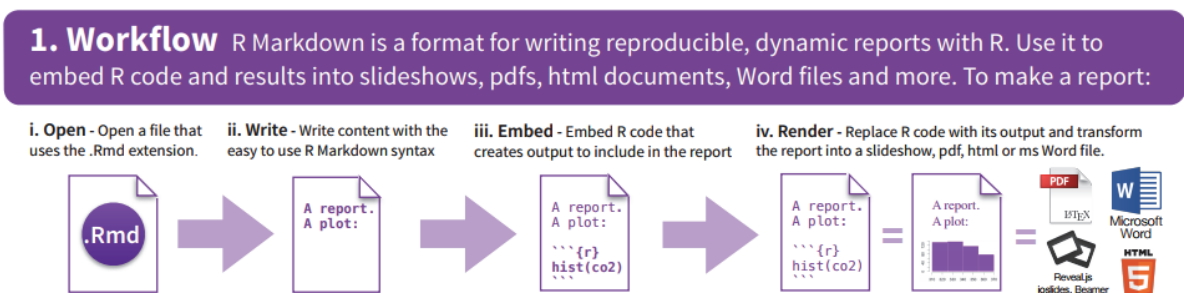 1. Workflow R Markdown is a format for writing reproducible, dynamic reports with R. Use it to
embed R code and results into slideshows, pdfs, html documents, Word files and more. To make a report:
i. Open - Open a file that
uses the .Rmd extension.
ii. Write - Write content with the
easy to use R Markdown syntax
iii. Embed - Embed R code that
creates output to include in the report
iv. Render - Replace R code with its output and transform
the report into a slideshow, pdf, html or ms Word file.
.Rmd
A report.
A plot:
A report.
A plot:
```{r}
hist(co2)
```
A report.
A plot:
```{r}
hist(co2)
```
=
A report.
A plot:
=
PDF
LATEX
W
Microsoft
Word
Reveal.js
ioslides, Beamer
HTML
5